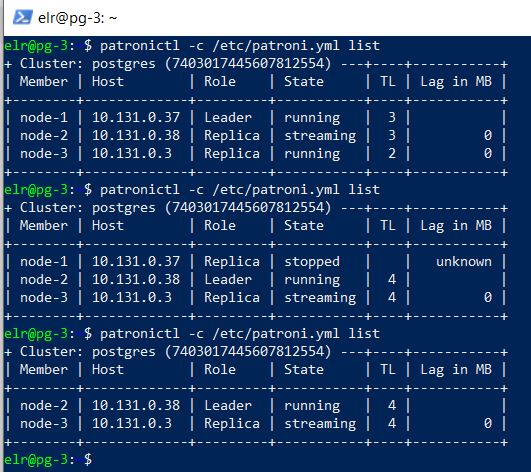 elr@pg-3: ~
elr@pg-3:~$ patronictl -c /etc/patroni.yml list
+ Cluster: postgres (7403017445607812554) ---+----+-----------+
| Member | Host        | Role    | State     | TL | Lag in MB |
+--------+-------------+---------+-----------+----+-----------+
| node-1 | 10.131.0.37 | Leader  | running   |  3 |           |
| node-2 | 10.131.0.38 | Replica | streaming |  3 |         0 |
| node-3 | 10.131.0.3  | Replica | running   |  2 |         0 |
+--------+-------------+---------+-----------+----+-----------+
elr@pg-3:~$ patronictl -c /etc/patroni.yml list
+ Cluster: postgres (7403017445607812554) ---+----+-----------+
| Member | Host        | Role    | State     | TL | Lag in MB |
+--------+-------------+---------+-----------+----+-----------+
| node-1 | 10.131.0.37 | Replica | stopped   |    |   unknown |
| node-2 | 10.131.0.38 | Leader  | running   |  4 |           |
| node-3 | 10.131.0.3  | Replica | streaming |  4 |         0 |
+--------+-------------+---------+-----------+----+-----------+
elr@pg-3:~$ patronictl -c /etc/patroni.yml list
+ Cluster: postgres (7403017445607812554) ---+----+-----------+
| Member | Host        | Role    | State     | TL | Lag in MB |
+--------+-------------+---------+-----------+----+-----------+
| node-2 | 10.131.0.38 | Leader  | running   |  4 |           |
| node-3 | 10.131.0.3  | Replica | streaming |  4 |         0 |
+--------+-------------+---------+-----------+----+-----------+
elr@pg-3:~$